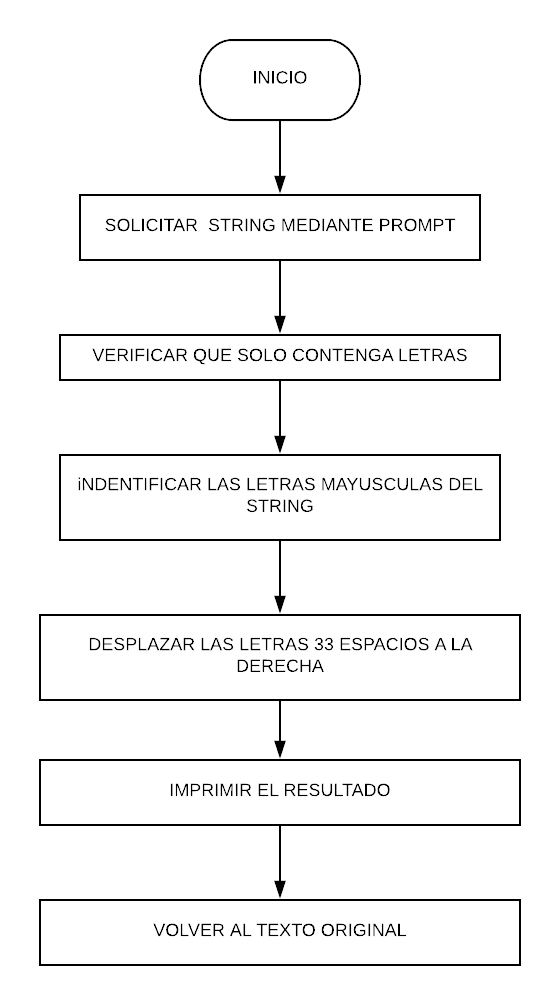 INICIO
SOLICITAR  STRING MEDIANTE PROMPT
VERIFICAR QUE SOLO CONTENGA LETRAS
iNDENTIFICAR LAS LETRAS MAYUSCULAS DEL
STRING
DESPLAZAR LAS LETRAS 33 ESPACIOS A LA
DERECHA
IMPRIMIR EL RESULTADO
VOLVER AL TEXTO ORIGINAL